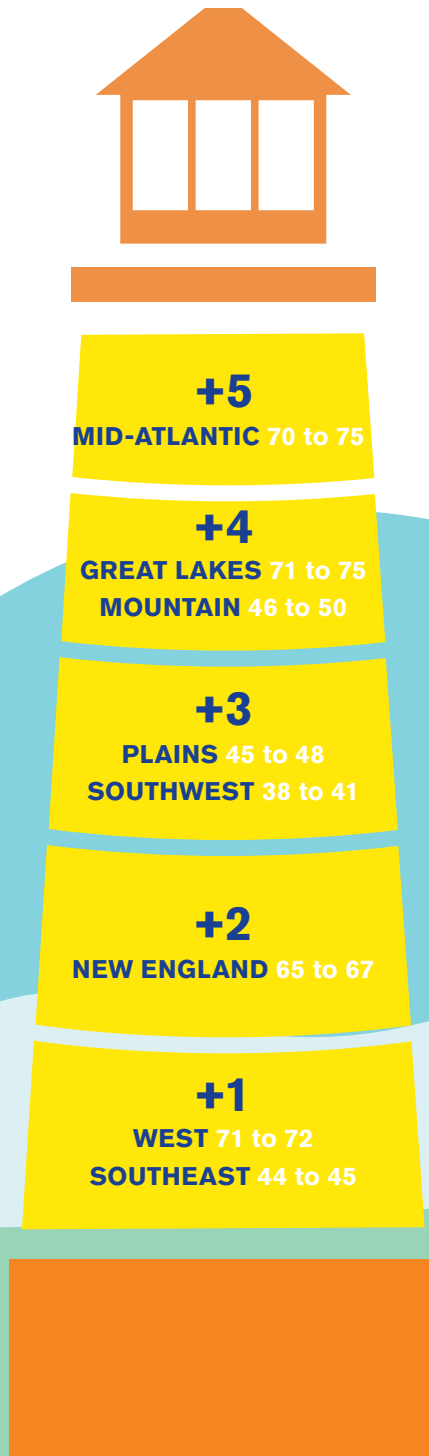 +5
MID-ATLANTIC 70 to 75
+4
GREAT LAKES 71 to 75
MOUNTAIN 46 to 50
+3
PLAINS 45 to 48
SOUTHWEST 38 to 41
+2
NEW ENGLAND 65 to 67
+1
WEST 71 to 72
SOUTHEAST 44 to 45